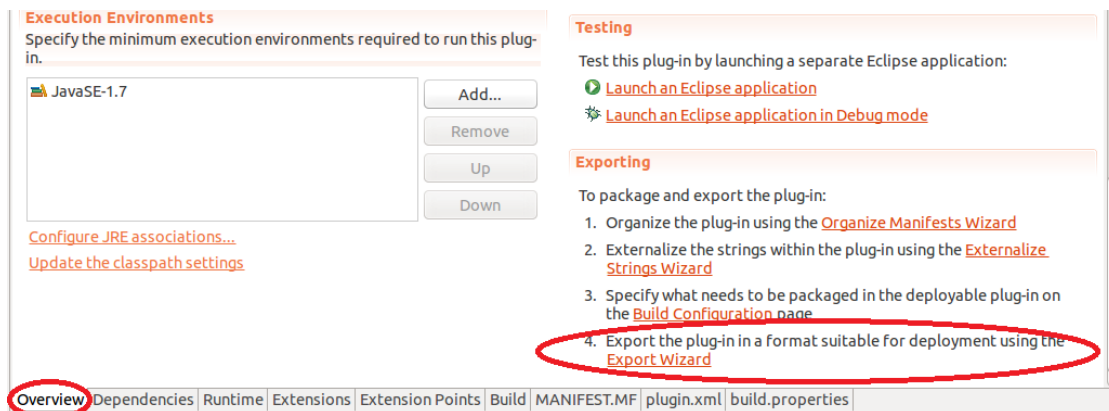 Execution Environments
Specify the minimum execution environments required to run this plug-
in.
JavaSE-1.7
Add...
Remove
Up
Down
Configure JRE associations...
Update the classpath settings
Testing
Test this plug-in by launching a separate Eclipse application:
Launch an Eclipse application
Launch an Eclipse application in Debug mode
Exporting
To package and export the plug-in:
1. Organize the plug-in using the Organize Manifests Wizard
2. Externalize the strings within the plug-in using the Externalize
Strings Wizard
3. Specify what needs to be packaged in the deployable plug-in on
the Build Configuration page
4. Export the plug-in in a format suitable for deployment using the
Export Wizard
Overview Dependencies Runtime Extensions Extension Points Build MANIFEST.MF plugin.xml build.properties